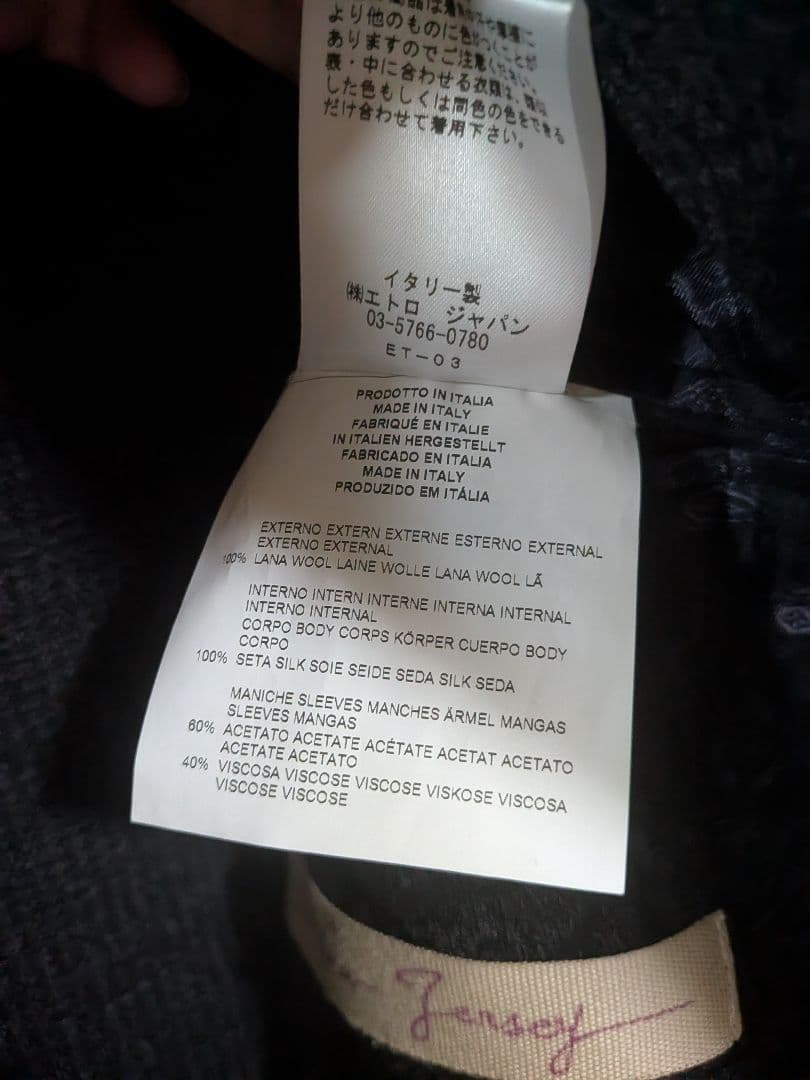 より他のものに色がつくことが
ありますのでご注意ください。
表・中に合わせる衣類は、類似
した色もしくは同色の色をできる
だけ合わせて着用下さい。
イタリー製
㈱エトロ ジャパン
03-5766-0780
ET-03
PRODOTTO IN ITALIA
MADE IN ITALY
FABRIQUÉ EN ITALIE
IN ITALIEN HERGESTELLT
FABRICADO EN ITALIA
MADE IN ITALY
PRODUZIDO EM ITÁLIA
EXTERNO EXTERN EXTERNE ESTERNO EXTERNAL
EXTERNO EXTERNAL
100% LANA WOOL LAINE WOLLE LANA WOOL LÃ
INTERNO INTERN INTERNE INTERNA INTERNAL
INTERNO INTERNAL
CORPO BODY CORPS KÖRPER CUERPO BODY
CORPO
100% SETA SILK SOIE SEIDE SEDA SILK SEDA
MANICHE SLEEVES MANCHES ÄRMEL MANGAS
SLEEVES MANGAS
60% ACETATO ACETATE ACÉTATE ACETAT ACETATO
ACETATE ACETATO
40% VISCOSA VISCOSE VISCOSE VISKOSE VISCOSA
VISCOSE VISCOSE
Jersey